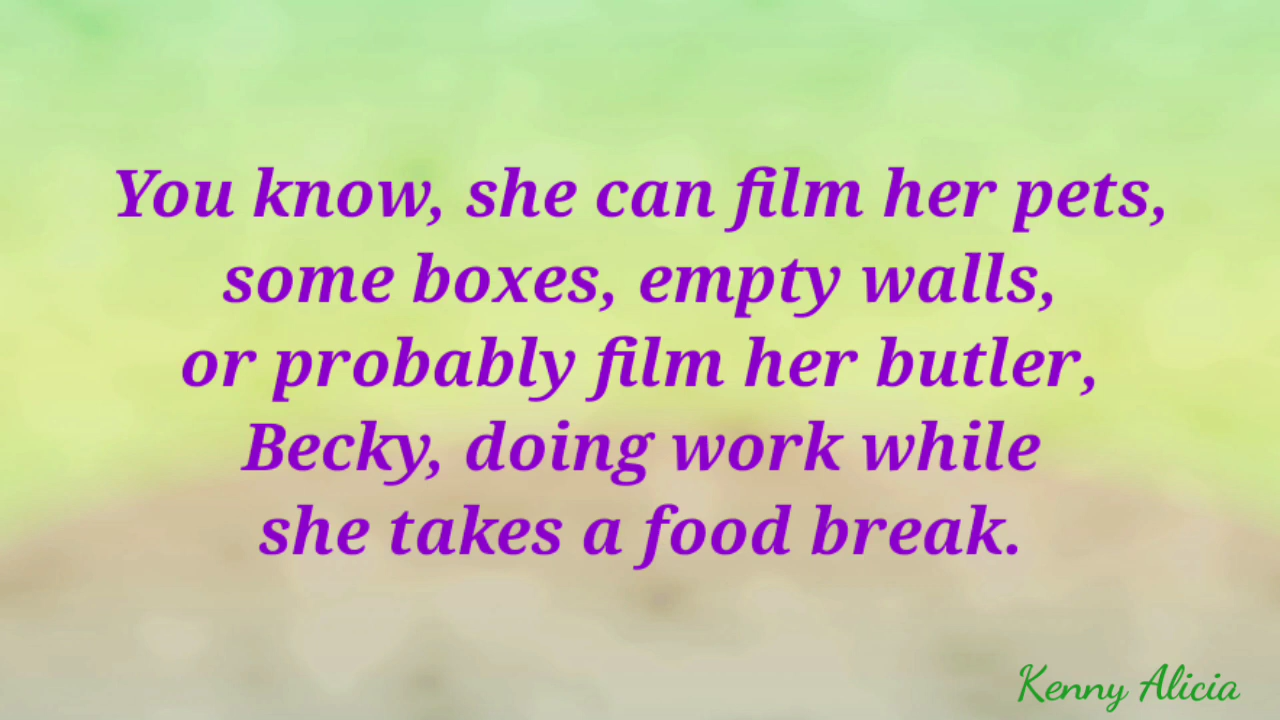 You know, she can film her pets,
some boxes, empty walls,
or probably film her butler,
Becky, doing work while
she takes a food break.
Kenny Alicia